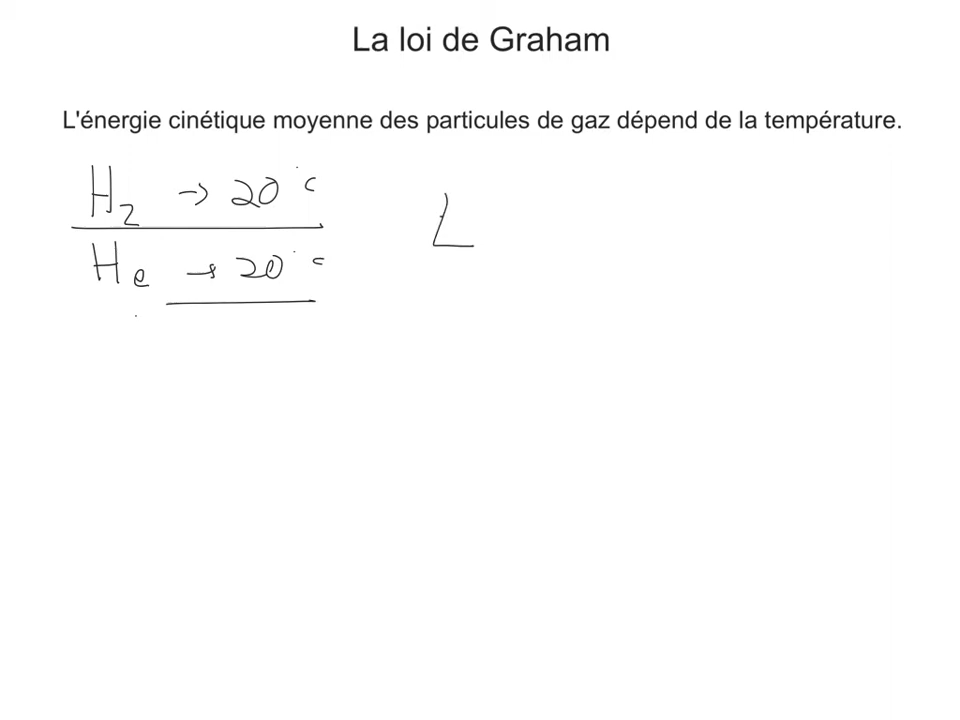 La loi de Graham
L'énergie cinétique moyenne des particules de gaz dépend de la température.
H₂ → 20°C
He → 20°C
L